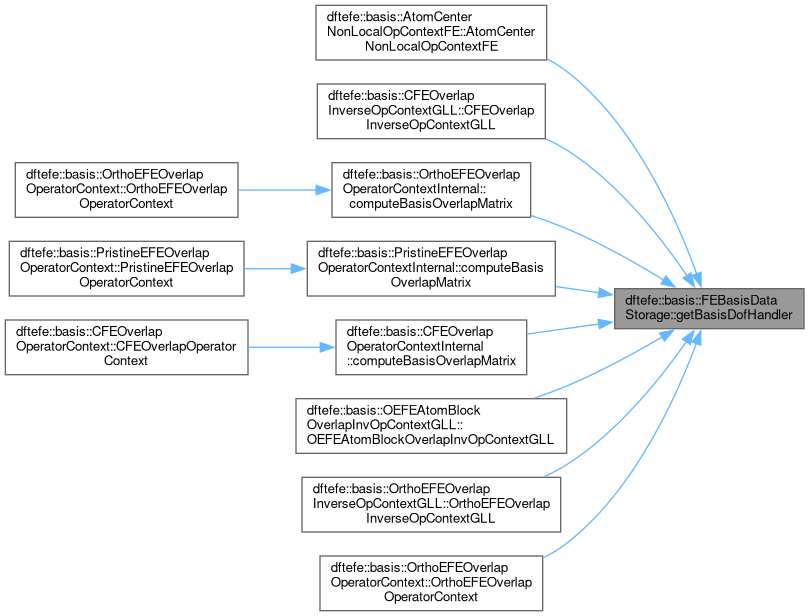 dftefe::basis::AtomCenter
NonLocalOpContextFE::AtomCenter
NonLocalOpContextFE
dftefe::basis::CFEOverlap
InverseOpContextGLL::CFEOverlap
InverseOpContextGLL
dftefe::basis::OrthoEFEOverlap
OperatorContext::OrthoEFEOverlap
OperatorContext
dftefe::basis::OrthoEFEOverlap
OperatorContextInternal::
computeBasisOverlapMatrix
dftefe::basis::PristineEFEOverlap
OperatorContext::PristineEFEOverlap
OperatorContext
dftefe::basis::PristineEFEOverlap
OperatorContextInternal::computeBasis
OverlapMatrix
dftefe::basis::FEBasisData
Storage::getBasisDofHandler
dftefe::basis::CFEOverlap
OperatorContext::CFEOverlapOperator
Context
dftefe::basis::CFEOverlap
OperatorContextInternal
::computeBasisOverlapMatrix
dftefe::basis::OEFEAtomBlock
OverlapInvOpContextGLL::
OEFEAtomBlockOverlapInvOpContextGLL
dftefe::basis::OrthoEFEOverlap
InverseOpContextGLL::OrthoEFEOverlap
InverseOpContextGLL
dftefe::basis::OrthoEFEOverlap
OperatorContext::OrthoEFEOverlap
OperatorContext